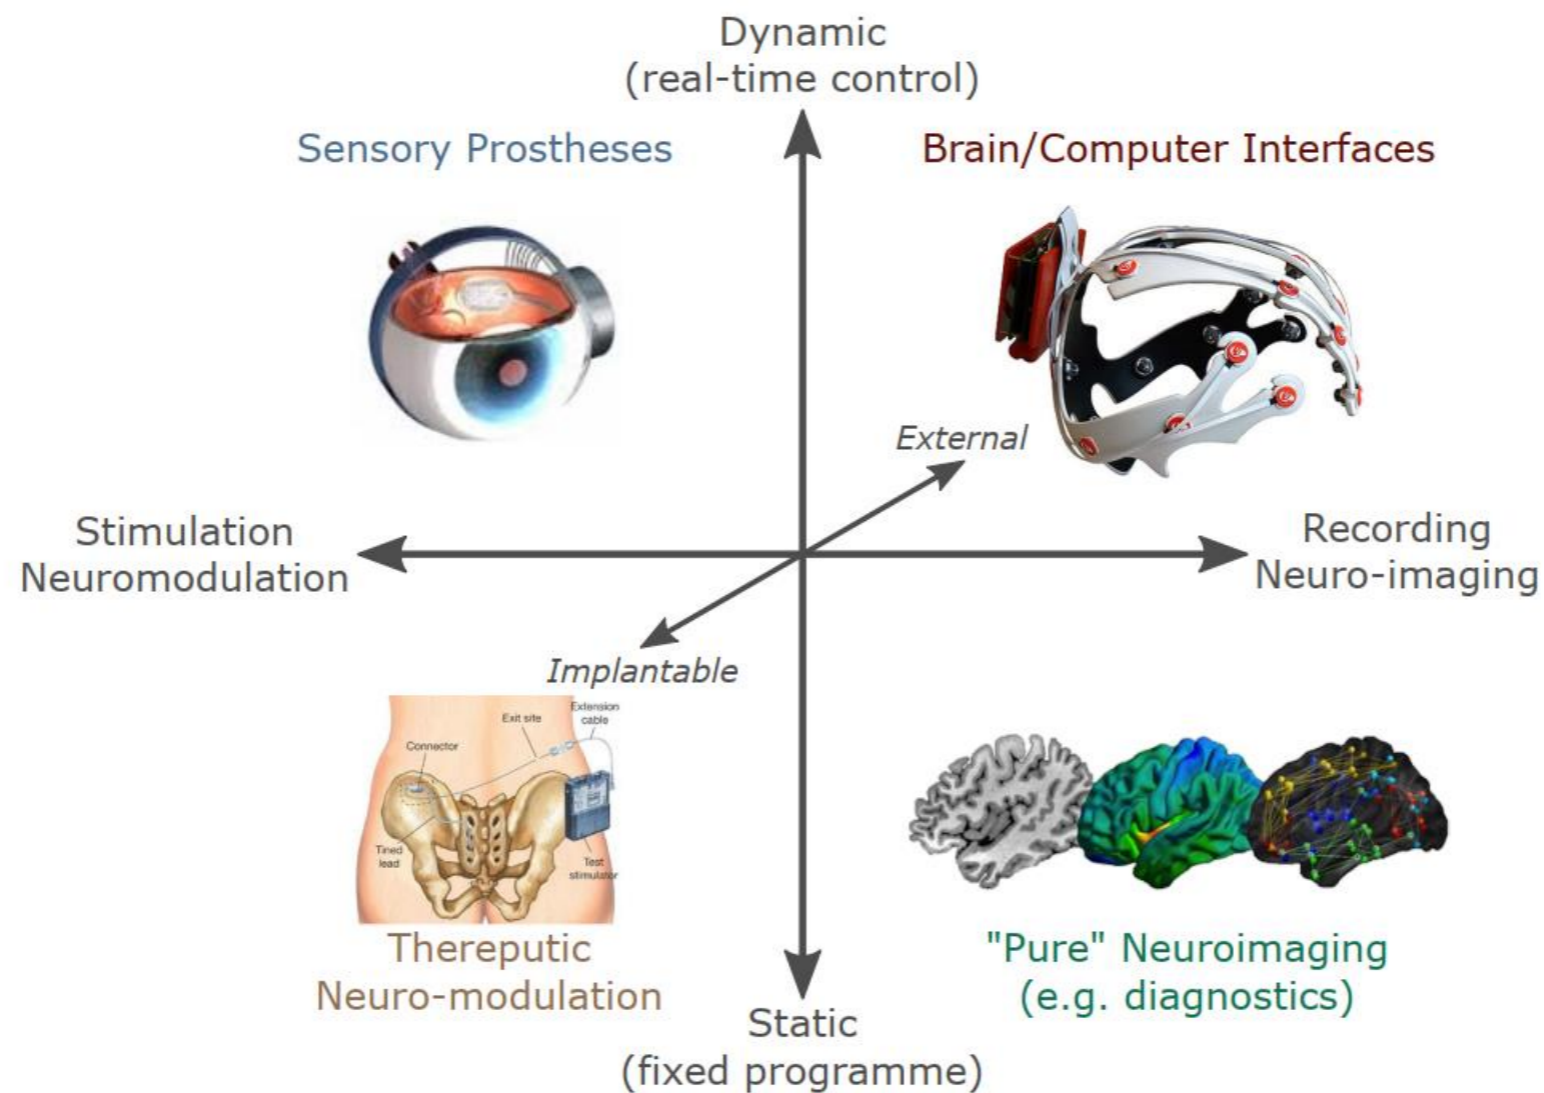 Dynamic
(real-time control)
Sensory Prostheses
Brain/Computer Interfaces
External
Stimulation
Neuromodulation
Recording
Neuro-imaging
Implantable
Exit site
Extension
cable
Connector
Tined
lead
Test
stimulator
Thereputic
Neuro-modulation
"Pure" Neuroimaging
(e.g. diagnostics)
Static
(fixed programme)